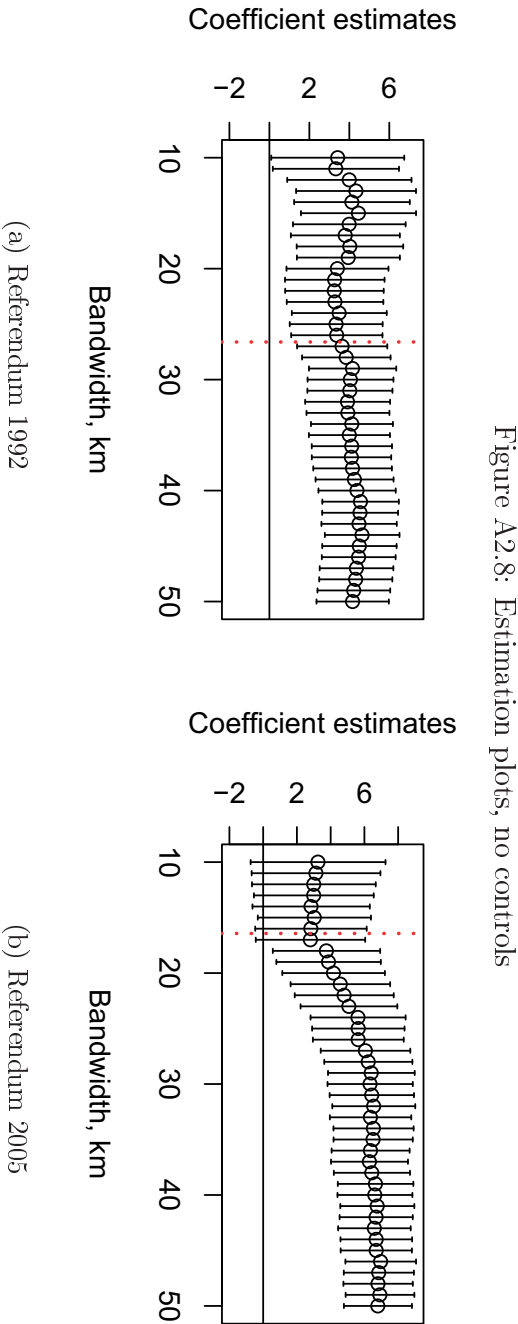 Figure A2.8: Estimation plots, no controls
Coefficient estimates
−2 2 6
10 20 30 40 50
Bandwidth, km
(a) Referendum 1992
Coefficient estimates
−2 2 6
10 20 30 40 50
Bandwidth, km
(b) Referendum 2005